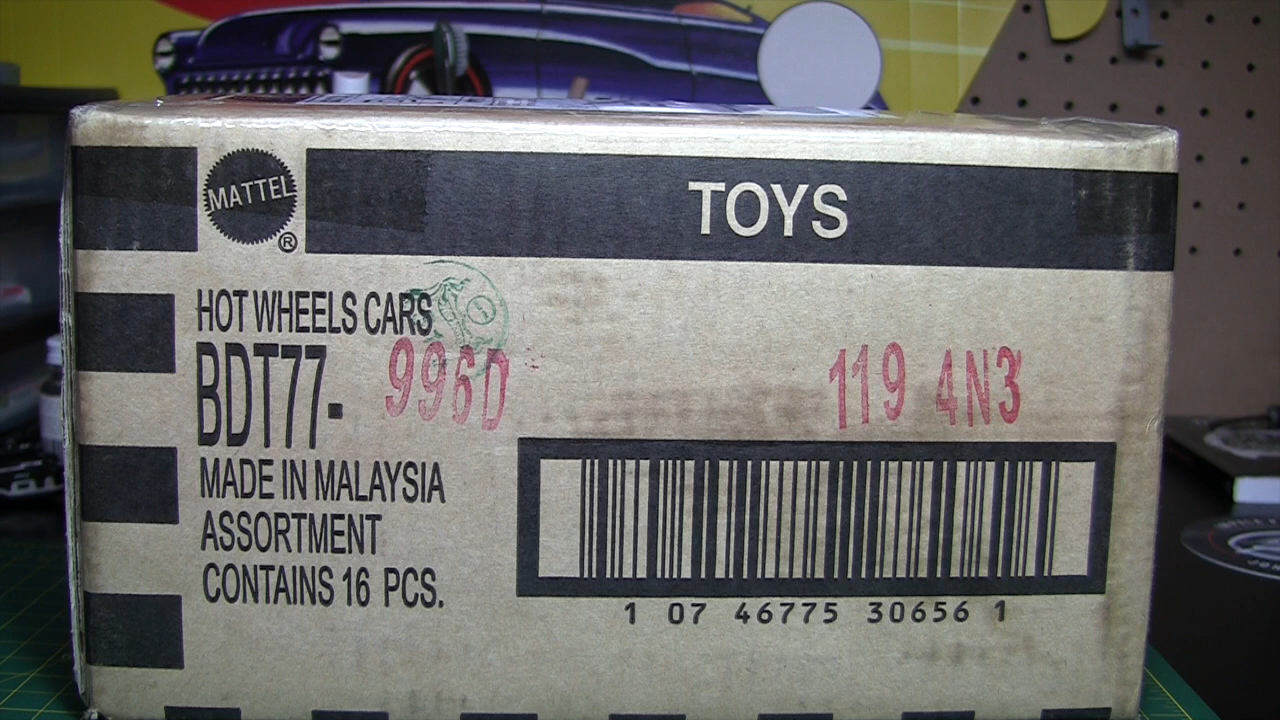 MATTEL
®
TOYS
HOT WHEELS CARS
BDT77- 996D
119 4N3
MADE IN MALAYSIA
ASSORTMENT
CONTAINS 16 PCS.
1 07 46775 30656 1